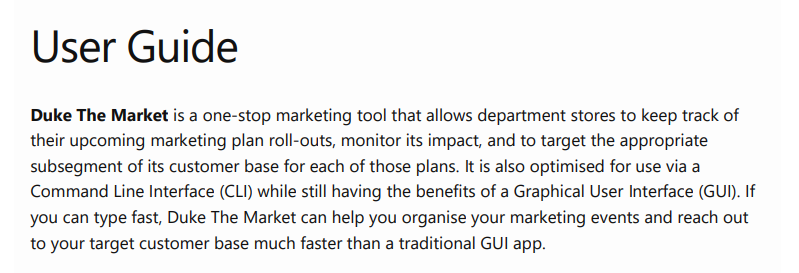 User Guide
Duke The Market is a one-stop marketing tool that allows department stores to keep track of
their upcoming marketing plan roll-outs, monitor its impact, and to target the appropriate
subsegment of its customer base for each of those plans. It is also optimised for use via a
Command Line Interface (CLI) while still having the benefits of a Graphical User Interface (GUI). If
you can type fast, Duke The Market can help you organise your marketing events and reach out
to your target customer base much faster than a traditional GUI app.